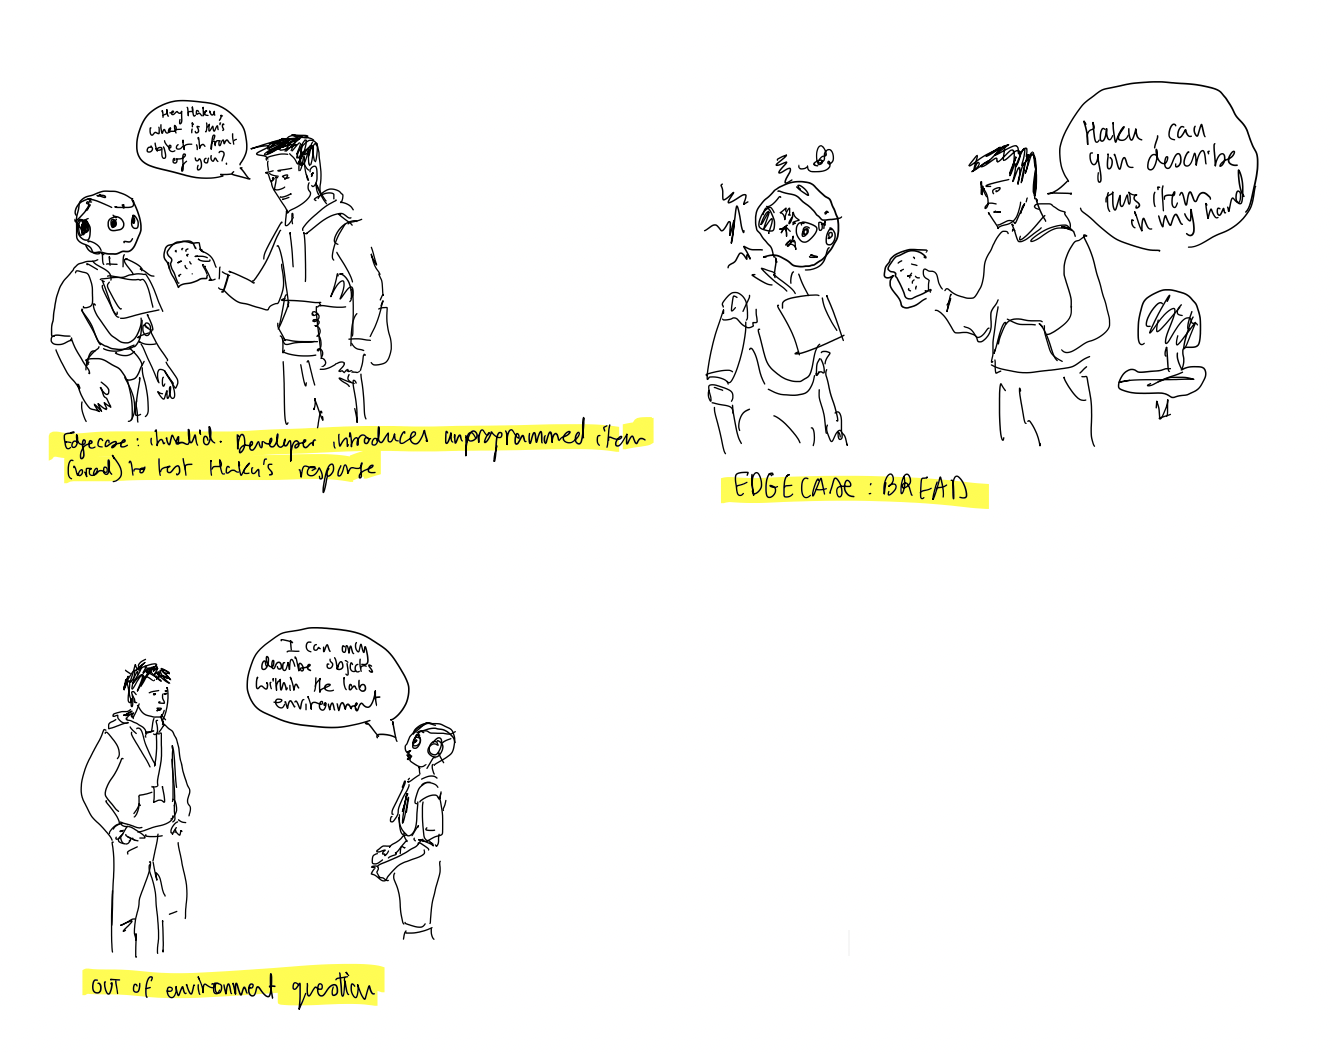 Hey Haku,
what is this
object in front
of you?
Edgecase: invalid. Developer introduces unprogrammed item
(bread) to test Haku's response
Haku, can
you describe
this item
in my hand
EDGECASE: BREAD
I can only
describe objects
within the lab
environment
OUT OF environment question